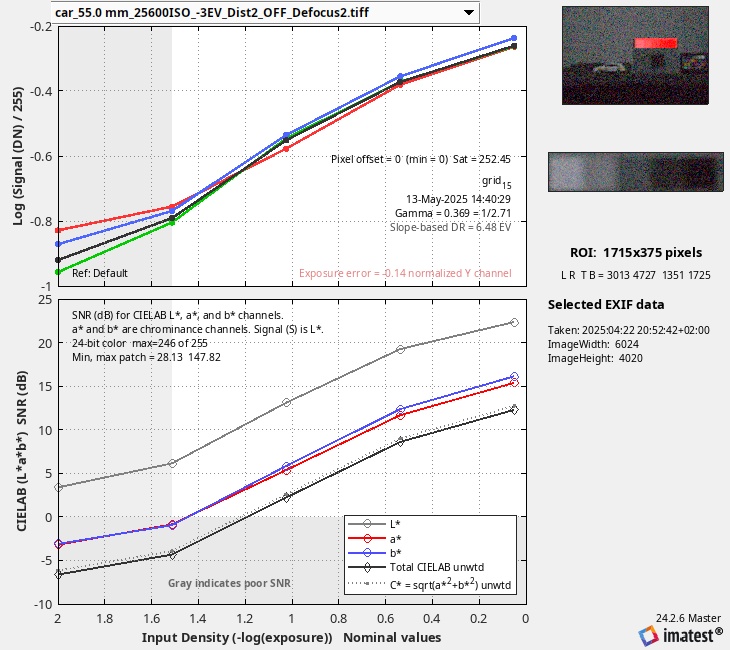 car_55.0 mm_25600ISO_-3EV_Dist2_OFF_Defocus2.tiff
-0.2
-0.4
-0.6
-0.8
-1
Log (Signal (DN) / 255)
Pixel offset = 0 (min = 0) Sat = 252.45
grid15
13-May-2025 14:40:29
Gamma = 0.369 = 1/2.71
Slope-based DR = 6.48 EV
Ref: Default
Exposure error = -0.14 normalized Y channel
ROI: 1715x375 pixels
L R T B = 3013 4727 1351 1725
Selected EXIF data
Taken: 2025:04:22 20:52:42+02:00
ImageWidth: 6024
ImageHeight: 4020
25
20
15
10
5
0
-5
-10
CIELAB (L*a*b*) SNR (dB)
SNR (dB) for CIELAB L*, a*, and b* channels.
a* and b* are chrominance channels. Signal (S) is L*.
24-bit color max=246 of 255
Min, max patch = 28.13 147.82
L*
a*
b*
Total CIELAB unwtd
C* = sqrt(a*2+b*2) unwtd
Gray indicates poor SNR
2 1.8 1.6 1.4 1.2 1 0.8 0.6 0.4 0.2 0
Input Density (-log(exposure)) Nominal values
24.2.6 Master
imatest®